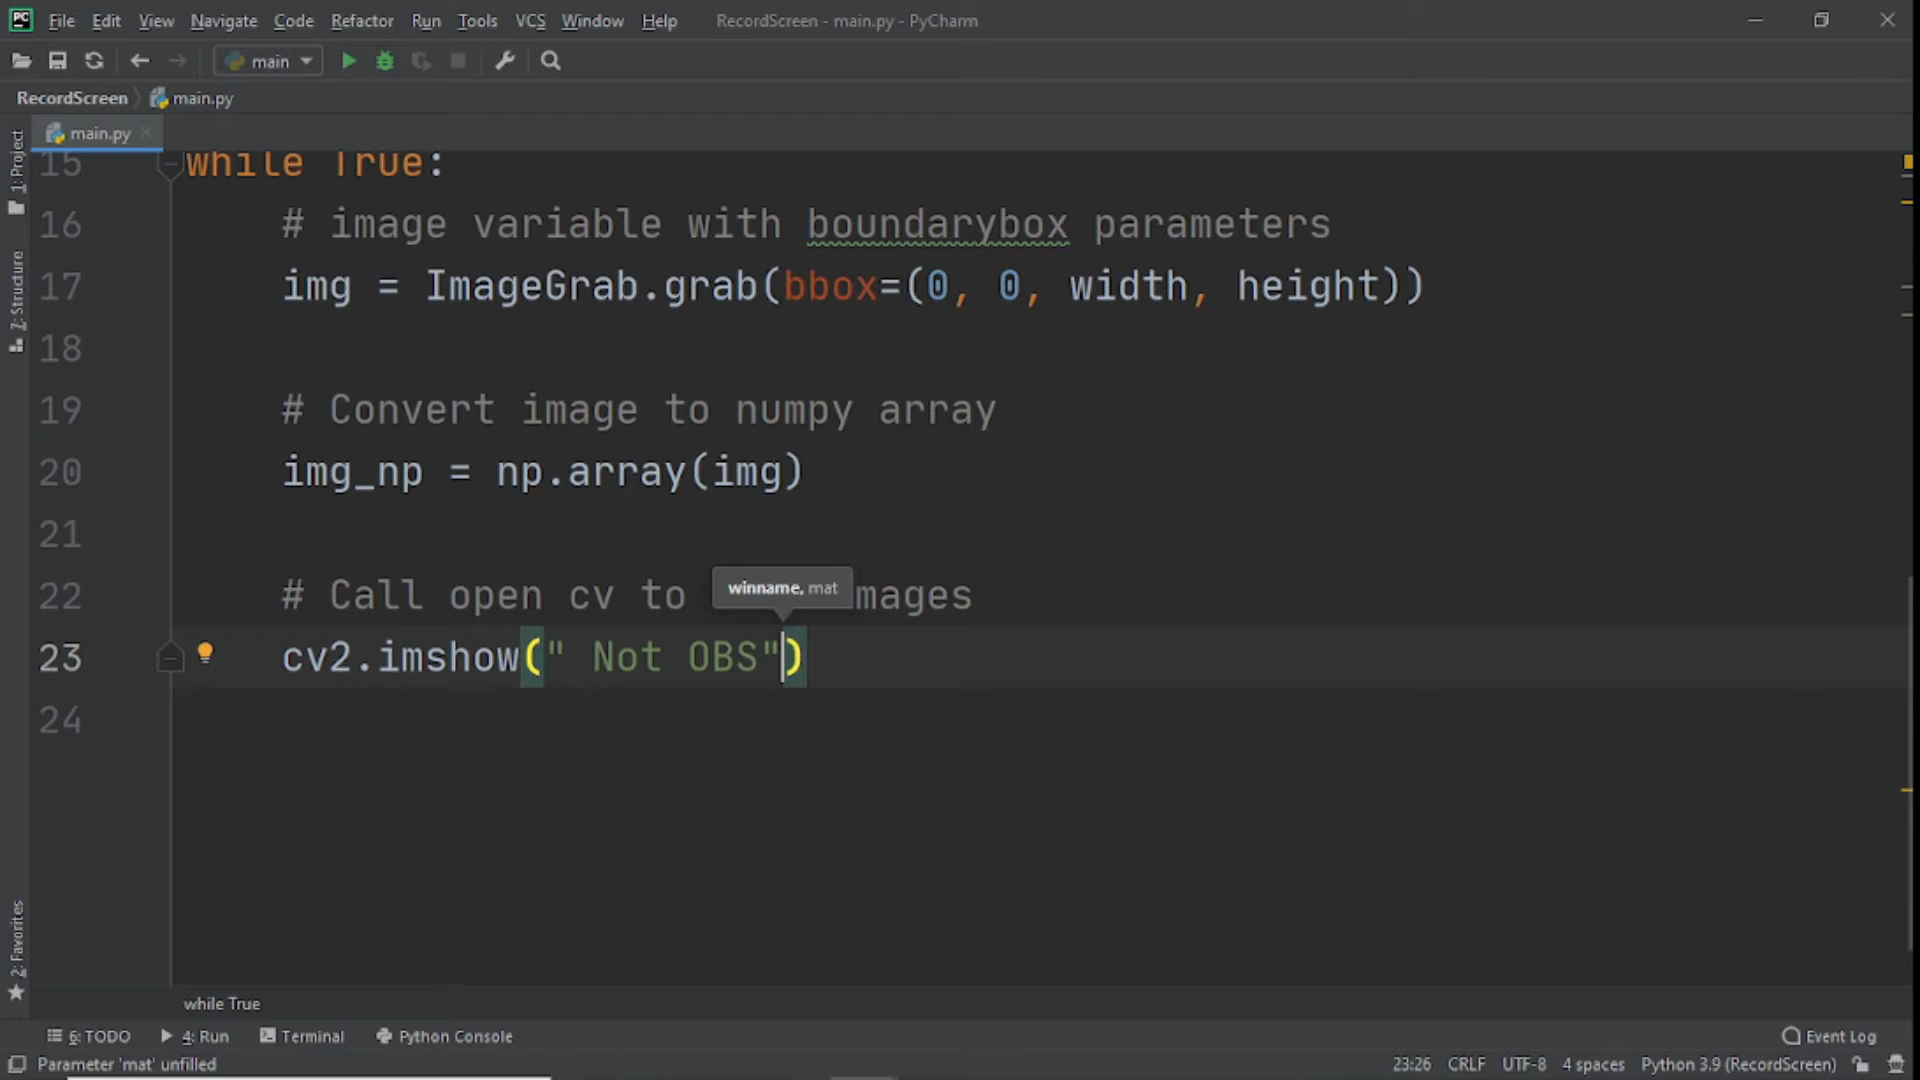 PC File Edit View Navigate Code Refactor Run Tools VCS Window Help RecordScreen - main.py - PyCharm
main
RecordScreen main.py
main.py
1: Project
7: Structure
2: Favorites
15 while True:
16 # image variable with boundarybox parameters
17 img = ImageGrab.grab(bbox=(0, 0, width, height))
18
19 # Convert image to numpy array
20 img_np = np.array(img)
21
winname, mat
22 # Call open cv to mages
23 cv2.imshow(" Not OBS")
24
while True
6: TODO 4: Run Terminal Python Console Event Log
Parameter 'mat' unfilled 23:26 CRLF UTF-8 4 spaces Python 3.9 (RecordScreen)